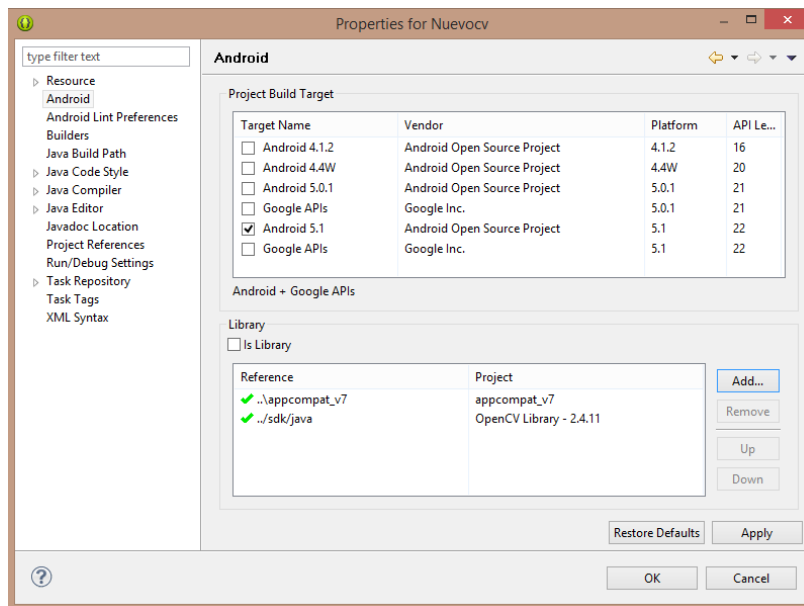 Properties for Nuevocv
type filter text
Resource
Android
Android Lint Preferences
Builders
Java Build Path
Java Code Style
Java Compiler
Java Editor
Javadoc Location
Project References
Run/Debug Settings
Task Repository
Task Tags
XML Syntax
Android
Project Build Target
Target Name Vendor Platform API Le...
Android 4.1.2 Android Open Source Project 4.1.2 16
Android 4.4W Android Open Source Project 4.4W 20
Android 5.0.1 Android Open Source Project 5.0.1 21
Google APIs Google Inc. 5.0.1 21
Android 5.1 Android Open Source Project 5.1 22
Google APIs Google Inc. 5.1 22
Android + Google APIs
Library
Is Library
Reference Project
..\appcompat_v7 appcompat_v7
../sdk/java OpenCV Library - 2.4.11
Add...
Remove
Up
Down
Restore Defaults Apply
? OK Cancel